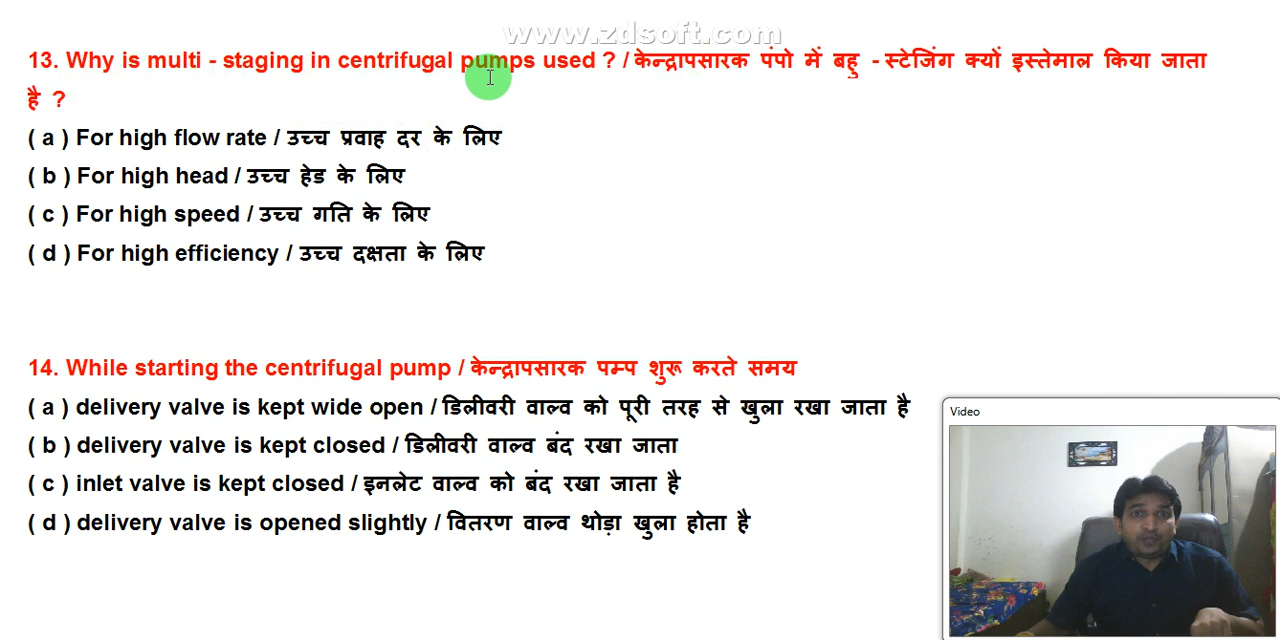 www.zdsoft.com
13. Why is multi - staging in centrifugal pumps used ? / केन्द्रापसारक पंपो में बहु - स्टेजिंग क्यों इस्तेमाल किया जाता
है ?
( a ) For high flow rate / उच्च प्रवाह दर के लिए
( b ) For high head / उच्च हेड के लिए
( c ) For high speed / उच्च गति के लिए
( d ) For high efficiency / उच्च दक्षता के लिए
14. While starting the centrifugal pump / केन्द्रापसारक पम्प शुरू करते समय
( a ) delivery valve is kept wide open / डिलीवरी वाल्व को पूरी तरह से खुला रखा जाता है
( b ) delivery valve is kept closed / डिलीवरी वाल्व बंद रखा जाता
( c ) inlet valve is kept closed / इनलेट वाल्व को बंद रखा जाता है
( d ) delivery valve is opened slightly / वितरण वाल्व थोड़ा खुला होता है
Video